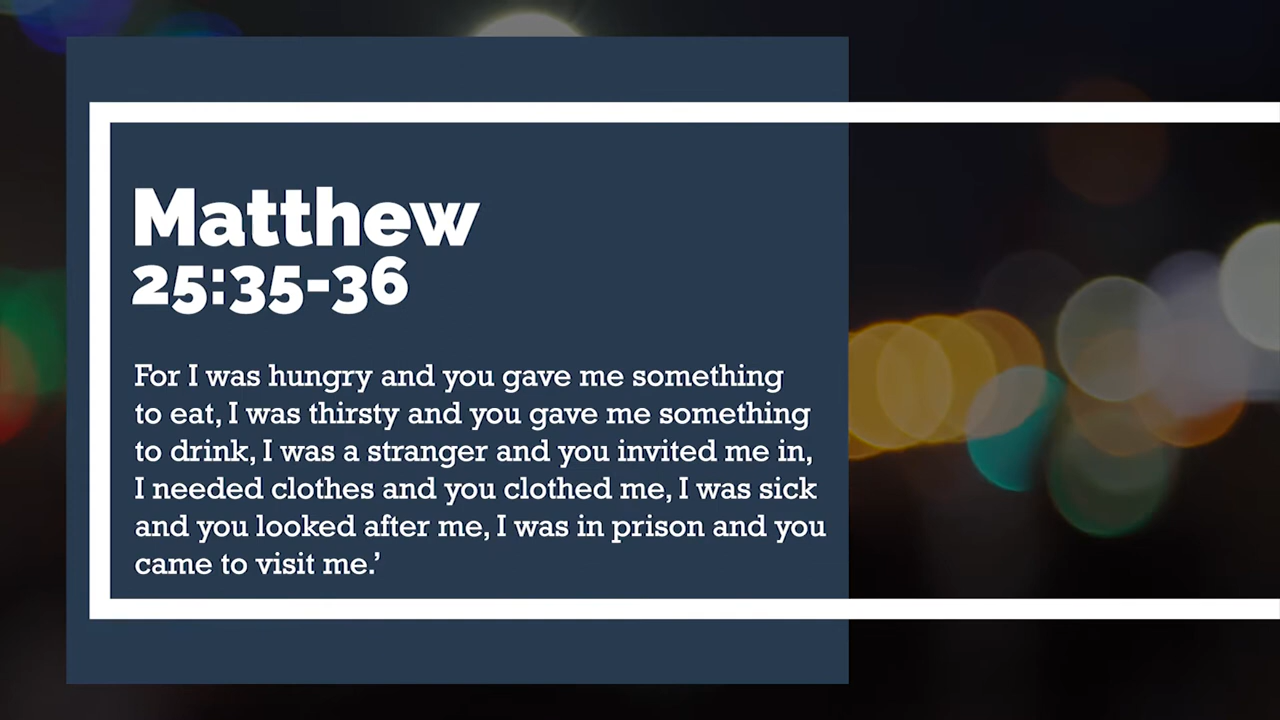 Matthew
25:35-36
For I was hungry and you gave me something
to eat, I was thirsty and you gave me something
to drink, I was a stranger and you invited me in,
I needed clothes and you clothed me, I was sick
and you looked after me, I was in prison and you
came to visit me.’